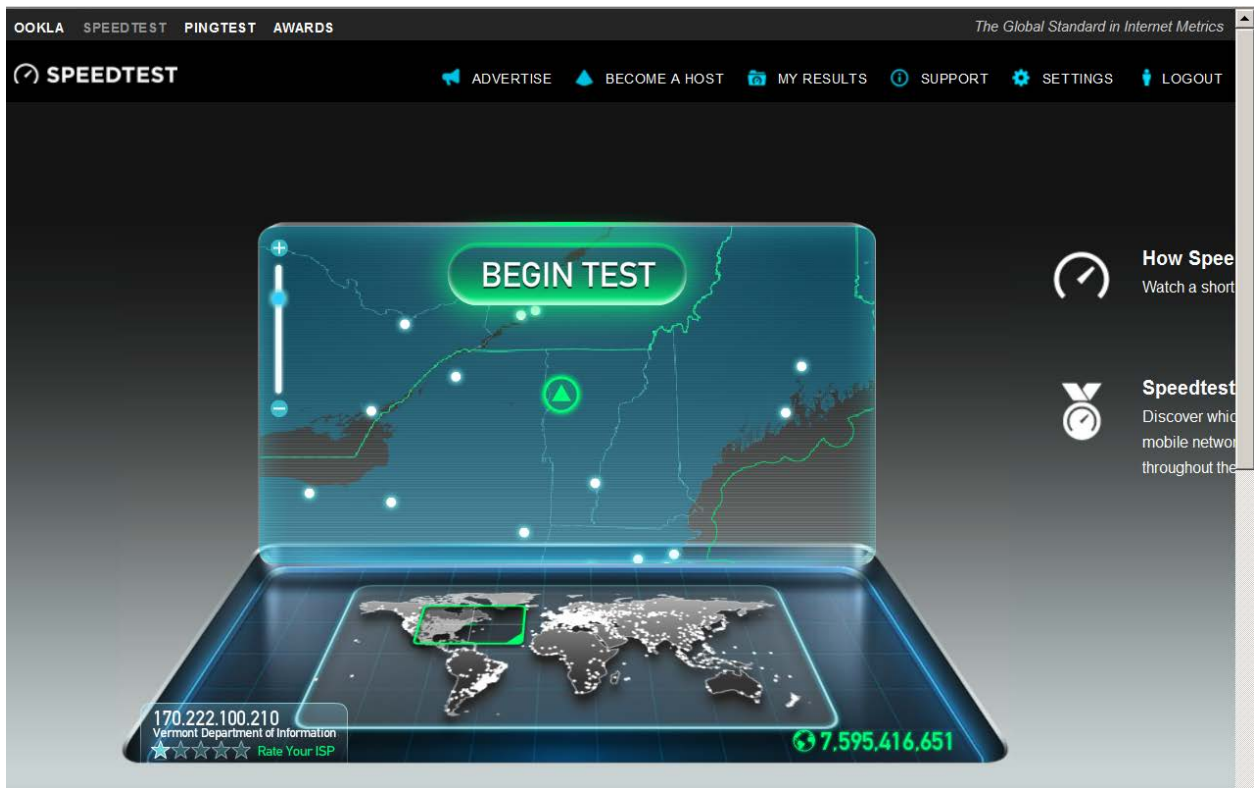 OOKLA SPEEDTEST PINGTEST AWARDS
The Global Standard in Internet Metrics
SPEEDTEST
ADVERTISE BECOME A HOST MY RESULTS SUPPORT SETTINGS LOGOUT
BEGIN TEST
How Spee
Watch a short
Speedtest
Discover whic
mobile networ
throughout the
170.222.100.210
Vermont Department of Information
Rate Your ISP
7,595,416,651